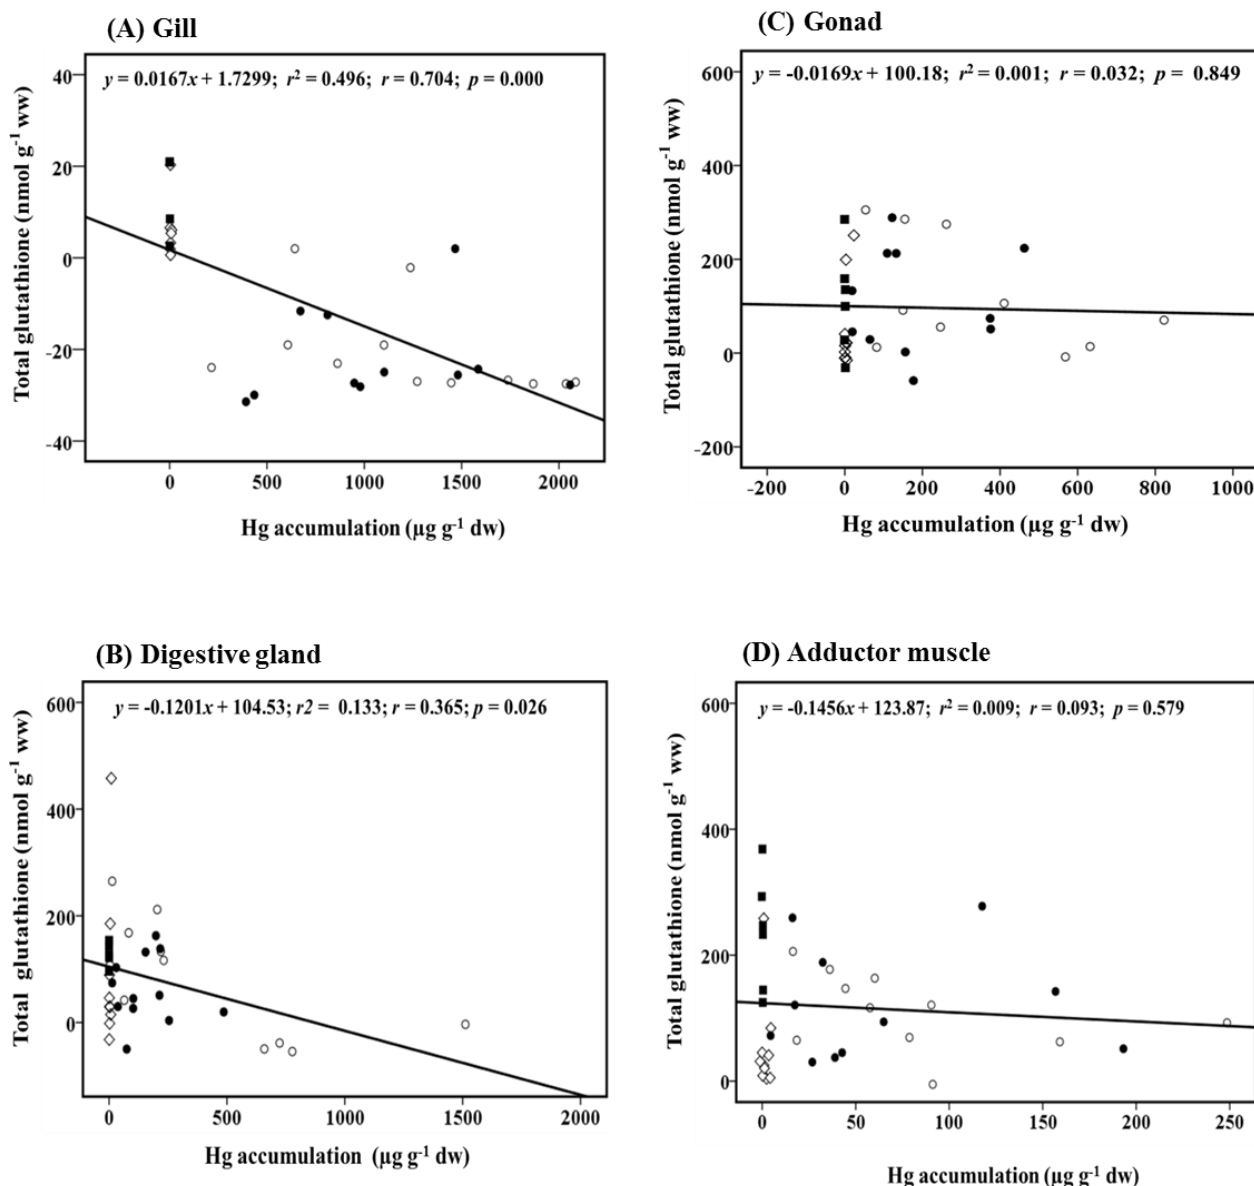 (A) Gill
y = 0.0167x + 1.7299; r² = 0.496; r = 0.704; p = 0.000
Total glutathione (nmol g⁻¹ ww)
40
20
0
-20
-40
0 500 1000 1500 2000
Hg accumulation (µg g⁻¹ dw)
(C) Gonad
y = -0.0169x + 100.18; r² = 0.001; r = 0.032; p = 0.849
Total glutathione (nmol g⁻¹ ww)
600
400
200
0
-200
-200 0 200 400 600 800 1000
Hg accumulation (µg g⁻¹ dw)
(B) Digestive gland
y = -0.1201x + 104.53; r2 = 0.133; r = 0.365; p = 0.026
Total glutathione (nmol g⁻¹ ww)
600
400
200
0
0 500 1000 1500 2000
Hg accumulation (µg g⁻¹ dw)
(D) Adductor muscle
y = -0.1456x + 123.87; r² = 0.009; r = 0.093; p = 0.579
Total glutathione (nmol g⁻¹ ww)
600
400
200
0
0 50 100 150 200 250
Hg accumulation (µg g⁻¹ dw)